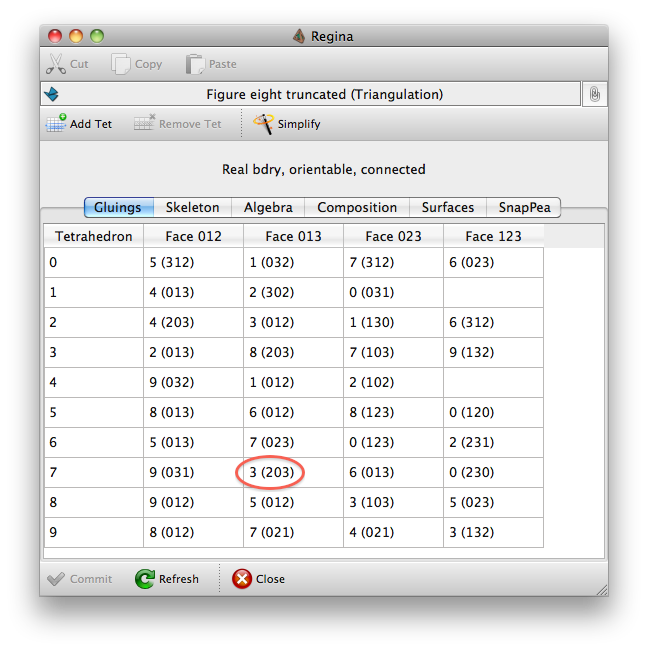 Regina
Cut Copy Paste
Figure eight truncated (Triangulation)
Add Tet Remove Tet Simplify
Real bdry, orientable, connected
Gluings Skeleton Algebra Composition Surfaces SnapPea
Tetrahedron Face 012 Face 013 Face 023 Face 123
0 5 (312) 1 (032) 7 (312) 6 (023)
1 4 (013) 2 (302) 0 (031)
2 4 (203) 3 (012) 1 (130) 6 (312)
3 2 (013) 8 (203) 7 (103) 9 (132)
4 9 (032) 1 (012) 2 (102)
5 8 (013) 6 (012) 8 (123) 0 (120)
6 5 (013) 7 (023) 0 (123) 2 (231)
7 9 (031) 3 (203) 6 (013) 0 (230)
8 9 (012) 5 (012) 3 (103) 5 (023)
9 8 (012) 7 (021) 4 (021) 3 (132)
Commit Refresh Close